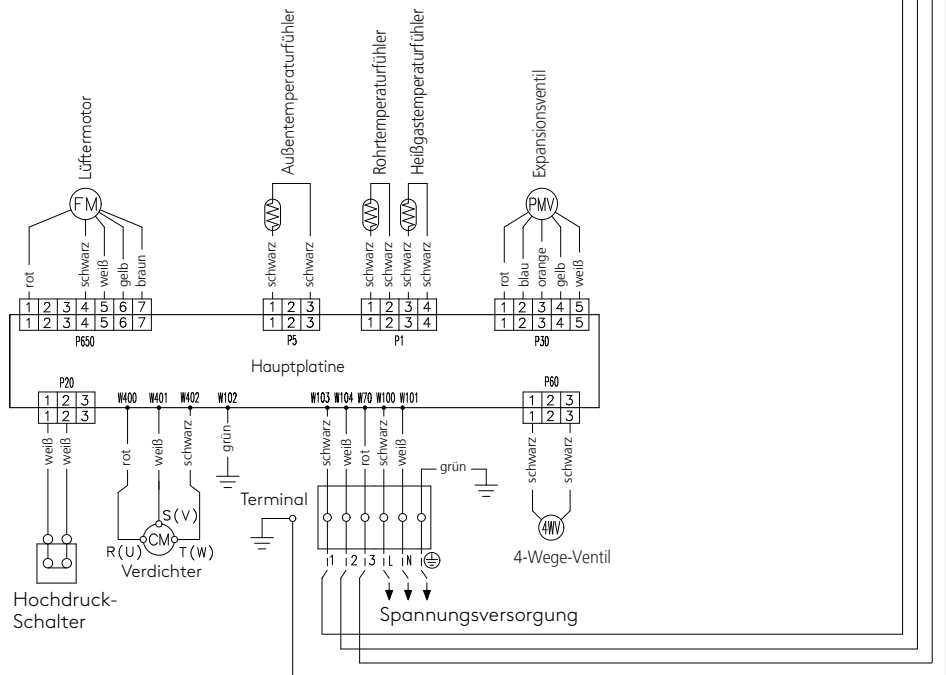 Lüftermotor
Außentemperaturfühler
Rohrtemperaturfühler
Heißgastemperaturfühler
Expansionsventil
FM
PMV
rot
schwarz
weiß
gelb
braun
schwarz
schwarz
schwarz
schwarz
schwarz
schwarz
rot
blau
orange
gelb
weiß
1 2 3 4 5 6 7
1 2 3 4 5 6 7
P650
1 2 3
1 2 3
P5
1 2 3 4
1 2 3 4
P1
1 2 3 4 5
1 2 3 4 5
P30
Hauptplatine
P20
1 2 3
1 2 3
W400 W401 W402 W102
W103 W104 W70 W100 W101
P60
1 2 3
1 2 3
weiß
weiß
rot
weiß
schwarz
grün
schwarz
weiß
rot
schwarz
weiß
grün
schwarz
schwarz
Terminal
S(V)
CM
R(U)
T(W)
Verdichter
1 2 3 L N
4WV
4-Wege-Ventil
Hochdruck-
Schalter
Spannungsversorgung